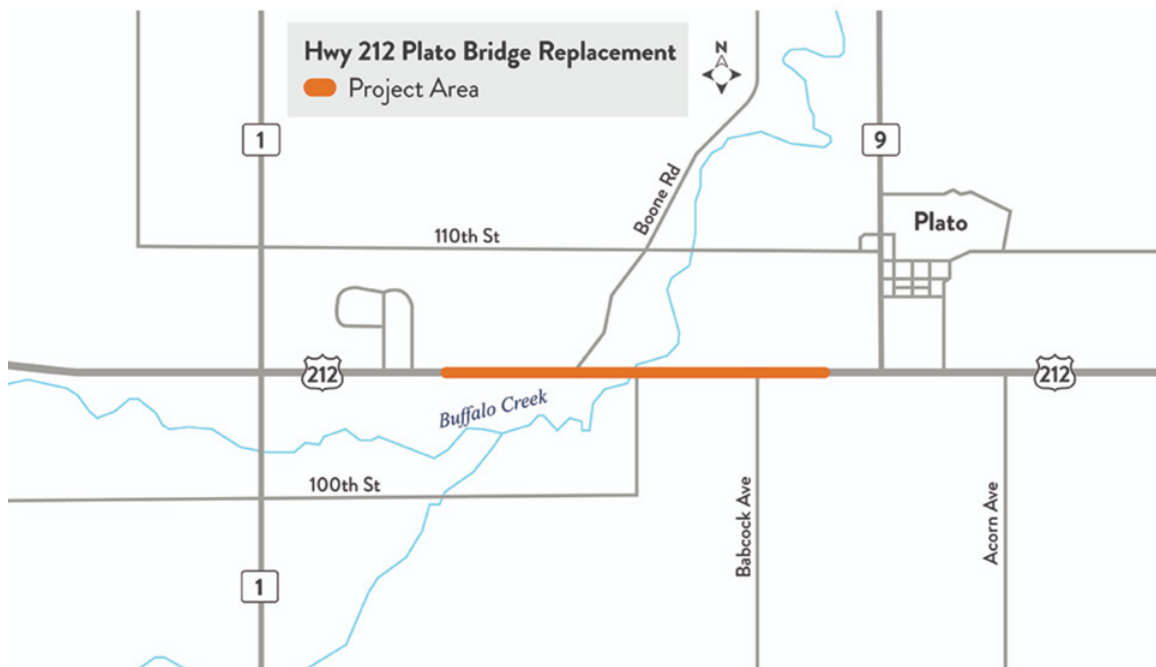 Hwy 212 Plato Bridge Replacement
Project Area
N
1
9
Boone Rd
Plato
110th St
212
212
Buffalo Creek
100th St
Babcock Ave
Acorn Ave
1